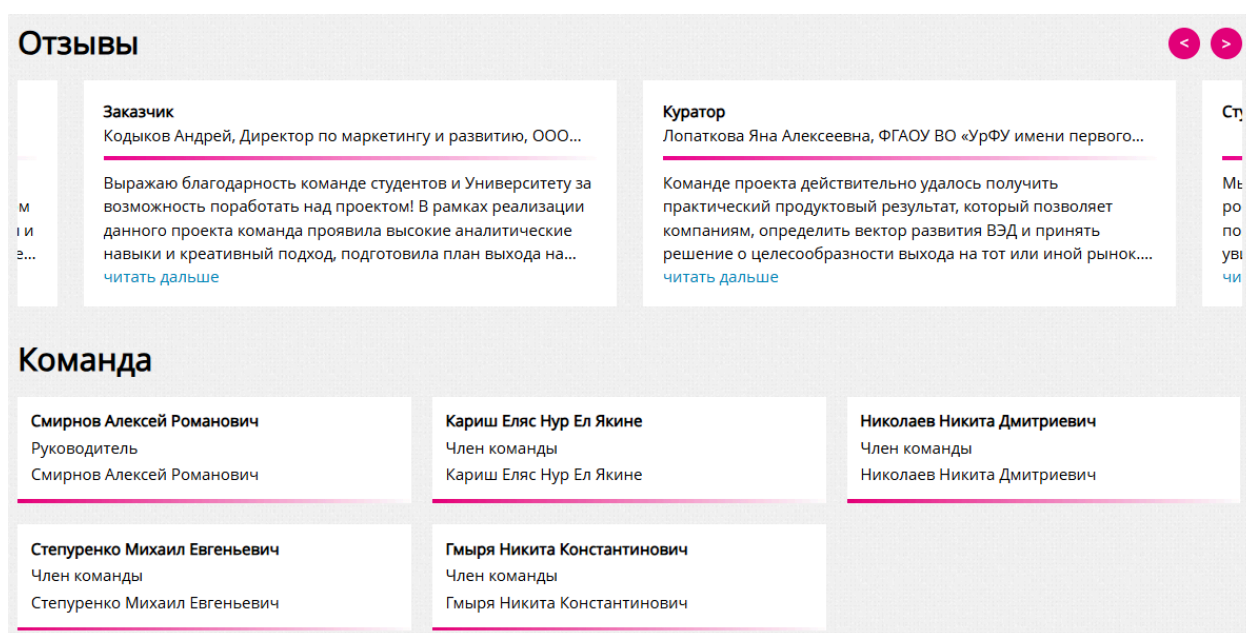 Отзывы
< >
Заказчик
Кодыков Андрей, Директор по маркетингу и развитию, ООО...
Выражаю благодарность команде студентов и Университету за
возможность поработать над проектом! В рамках реализации
данного проекта команда проявила высокие аналитические
навыки и креативный подход, подготовила план выхода на...
читать дальше
Куратор
Лопаткова Яна Алексеевна, ФГАОУ ВО «УрФУ имени первого...
Команде проекта действительно удалось получить
практический продуктовый результат, который позволяет
компаниям, определить вектор развития ВЭД и принять
решение о целесообразности выхода на тот или иной рынок....
читать дальше
Команда
Смирнов Алексей Романович
Руководитель
Смирнов Алексей Романович
Кариш Еляс Нур Ел Якине
Член команды
Кариш Еляс Нур Ел Якине
Николаев Никита Дмитриевич
Член команды
Николаев Никита Дмитриевич
Степуренко Михаил Евгеньевич
Член команды
Степуренко Михаил Евгеньевич
Гмыря Никита Константинович
Член команды
Гмыря Никита Константинович